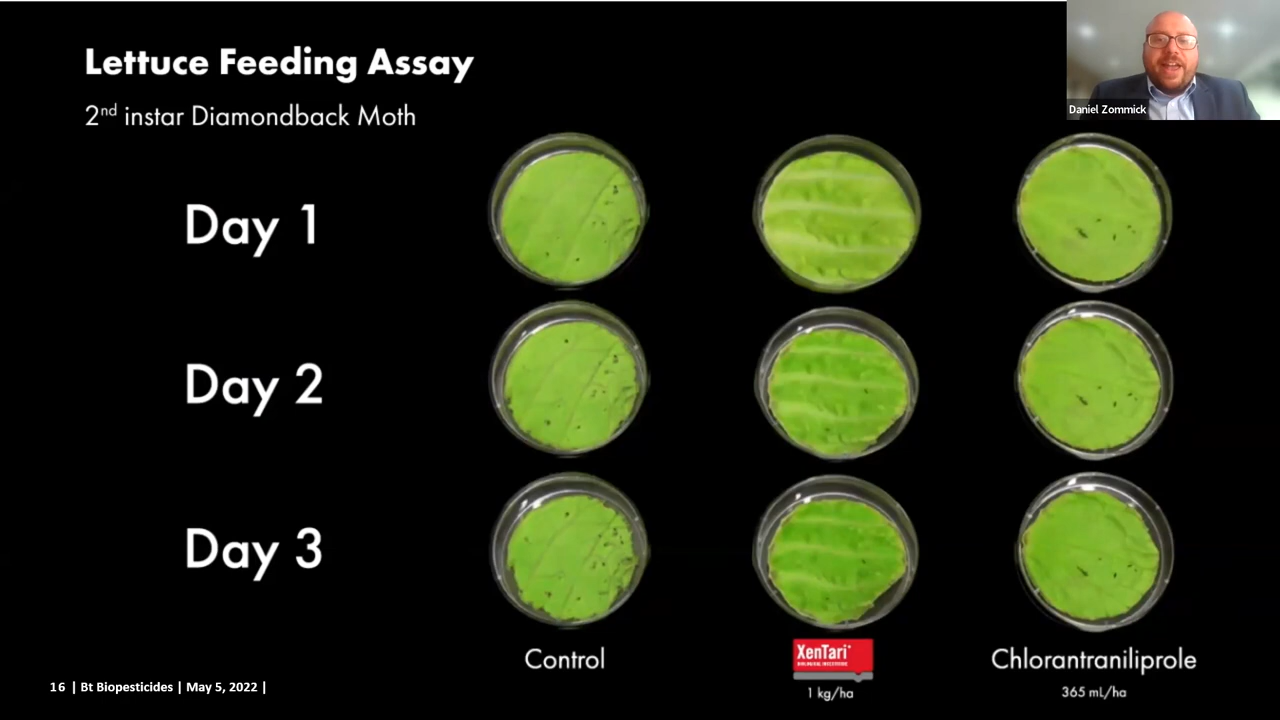 Lettuce Feeding Assay
2nd instar Diamondback Moth
Daniel Zommick
Day 1
Day 2
Day 3
Control
XenTari®
BIOLOGICAL INSECTICIDE
1 kg/ha
Chlorantraniliprole
365 mL/ha
16 | Bt Biopesticides | May 5, 2022 |